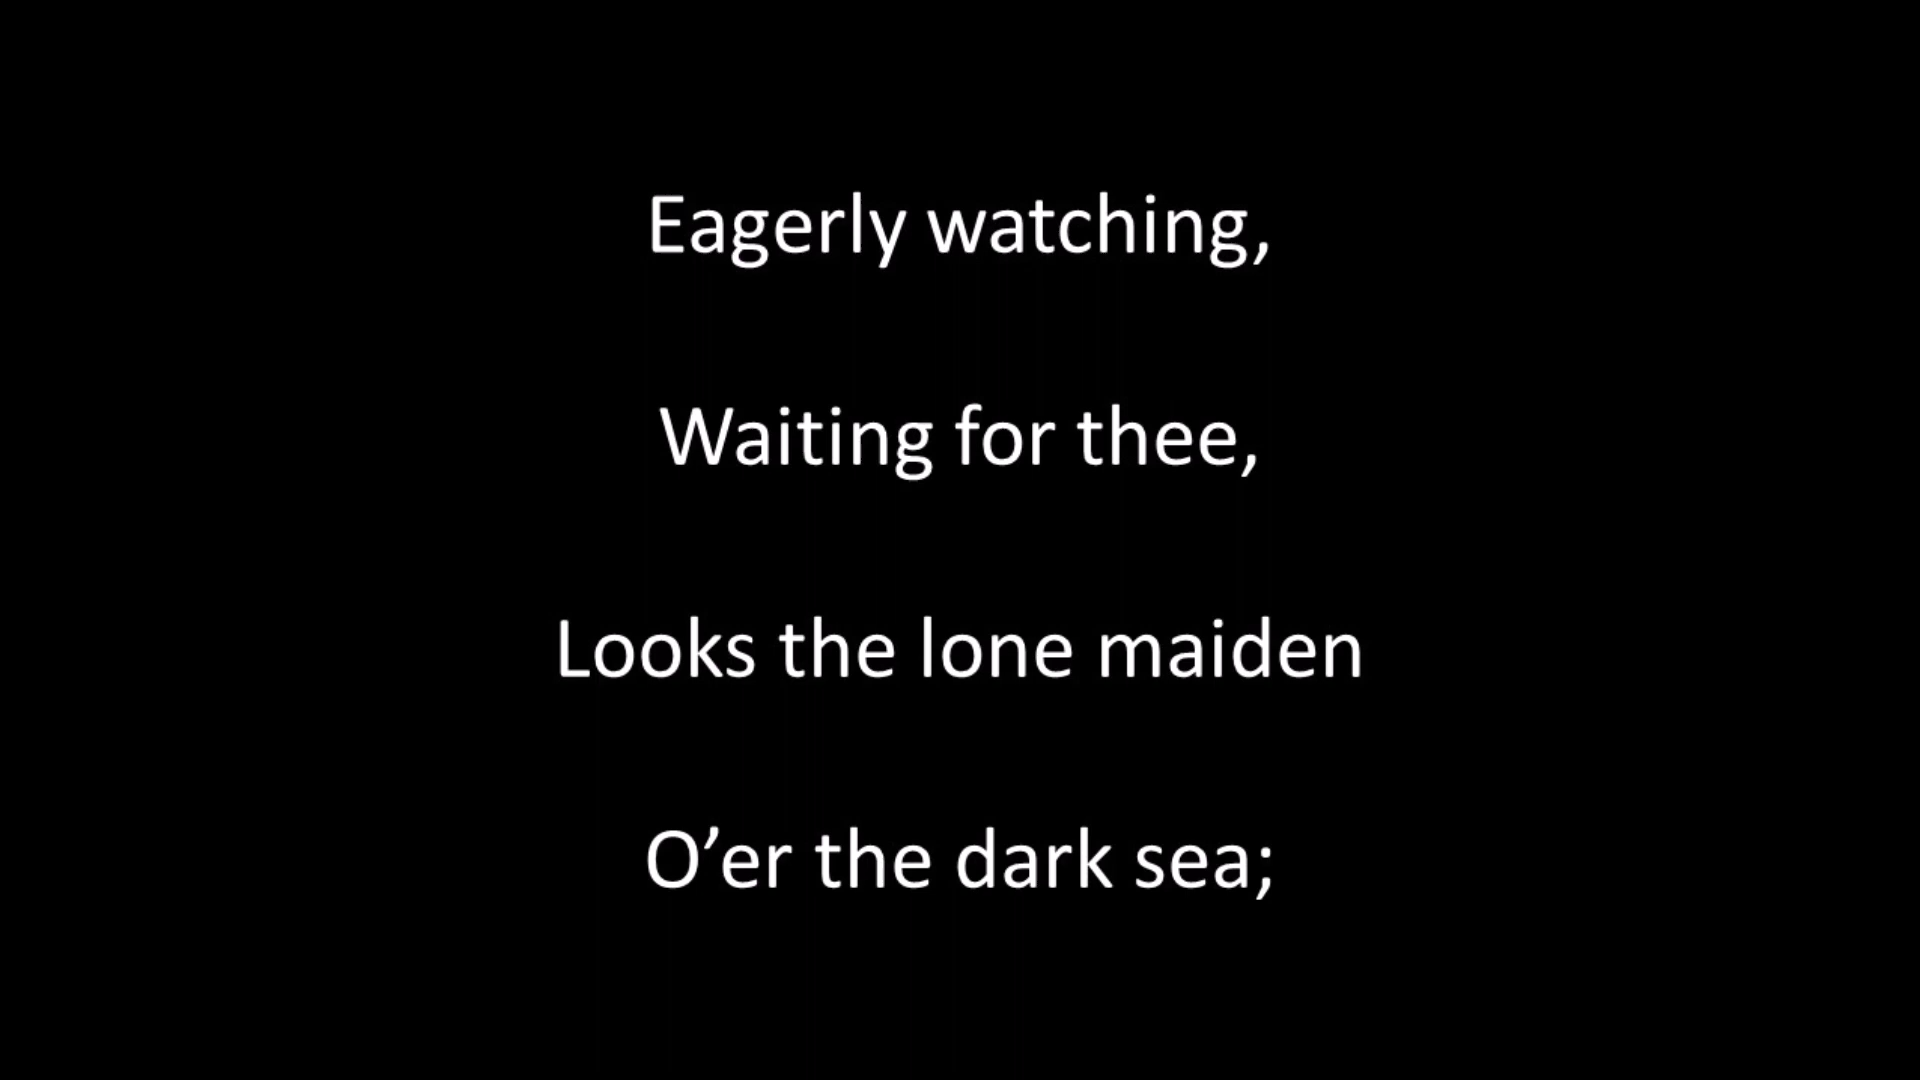 Eagerly watching,
Waiting for thee,
Looks the lone maiden
O’er the dark sea;